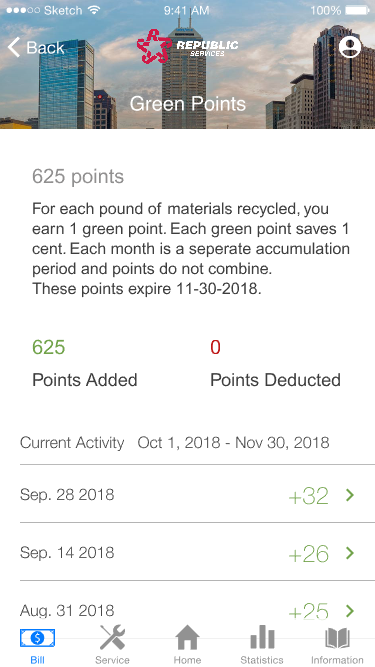 Sketch 9:41 AM 100%
Back REPUBLIC
SERVICES
Green Points
625 points
For each pound of materials recycled, you
earn 1 green point. Each green point saves 1
cent. Each month is a seperate accumulation
period and points do not combine.
These points expire 11-30-2018.
625 0
Points Added Points Deducted
Current Activity Oct 1, 2018 - Nov 30, 2018
Sep. 28 2018 +32
Sep. 14 2018 +26
Aug. 31 2018 +25
Bill Service Home Statistics Information